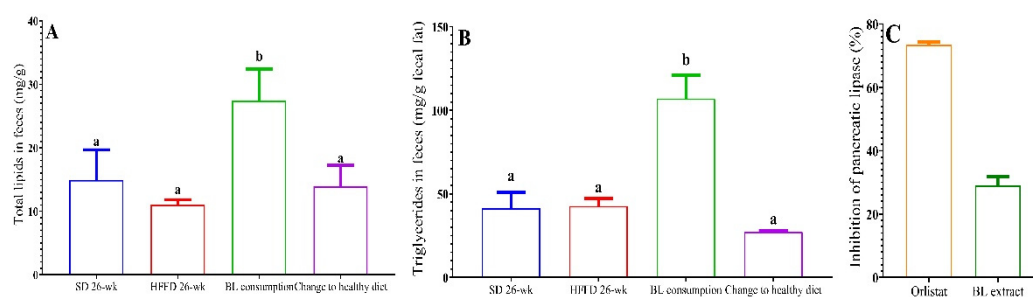 A
Total lipids in feces (mg/g)
40
30
20
10
0
a
a
b
a
SD 26-wk
HFFD 26-wk
BL consumption
Change to healthy diet
B
Triglycerides in feces (mg/g fecal fat)
150
100
50
0
a
a
b
a
SD 26-wk
HFFD 26-wk
BL consumption
Change to healthy diet
C
Inhibition of pancreatic lipase (%)
80
60
40
20
0
Orlistat
BL extract